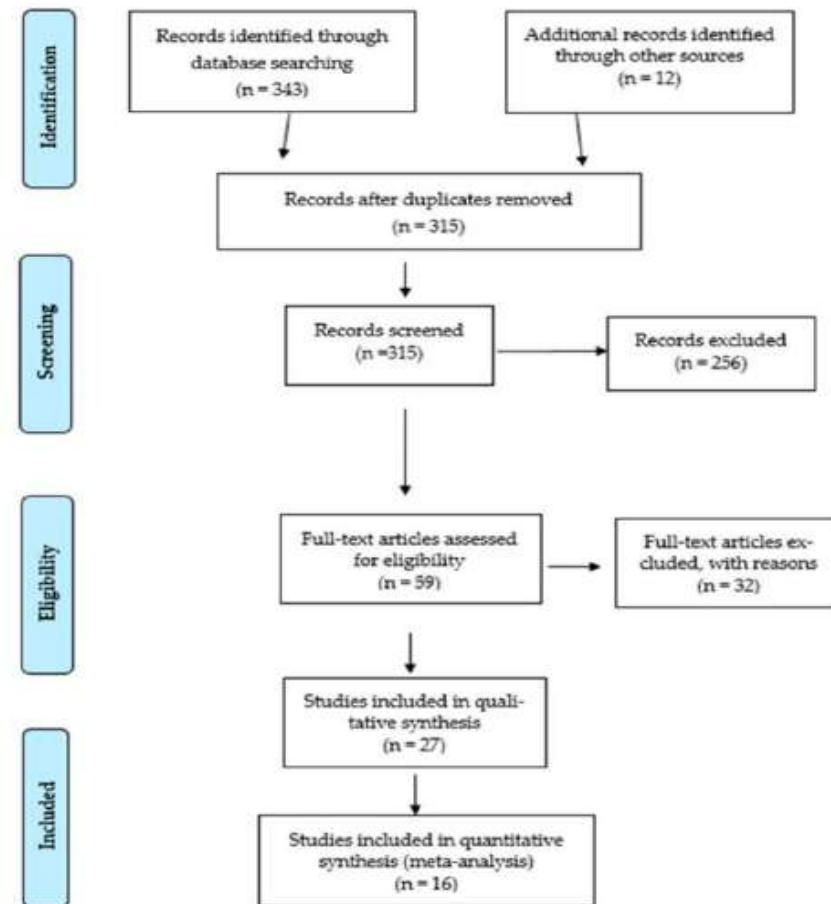 Identification
Records identified through
database searching
(n = 343)
Additional records identified
through other sources
(n = 12)
Records after duplicates removed
(n = 315)
Screening
Records screened
(n =315)
Records excluded
(n = 256)
Eligibility
Full-text articles assessed
for eligibility
(n = 59)
Full-text articles ex-
cluded, with reasons
(n = 32)
Studies included in quali-
tative synthesis
(n = 27)
Included
Studies included in quantitative
synthesis (meta-analysis)
(n = 16)